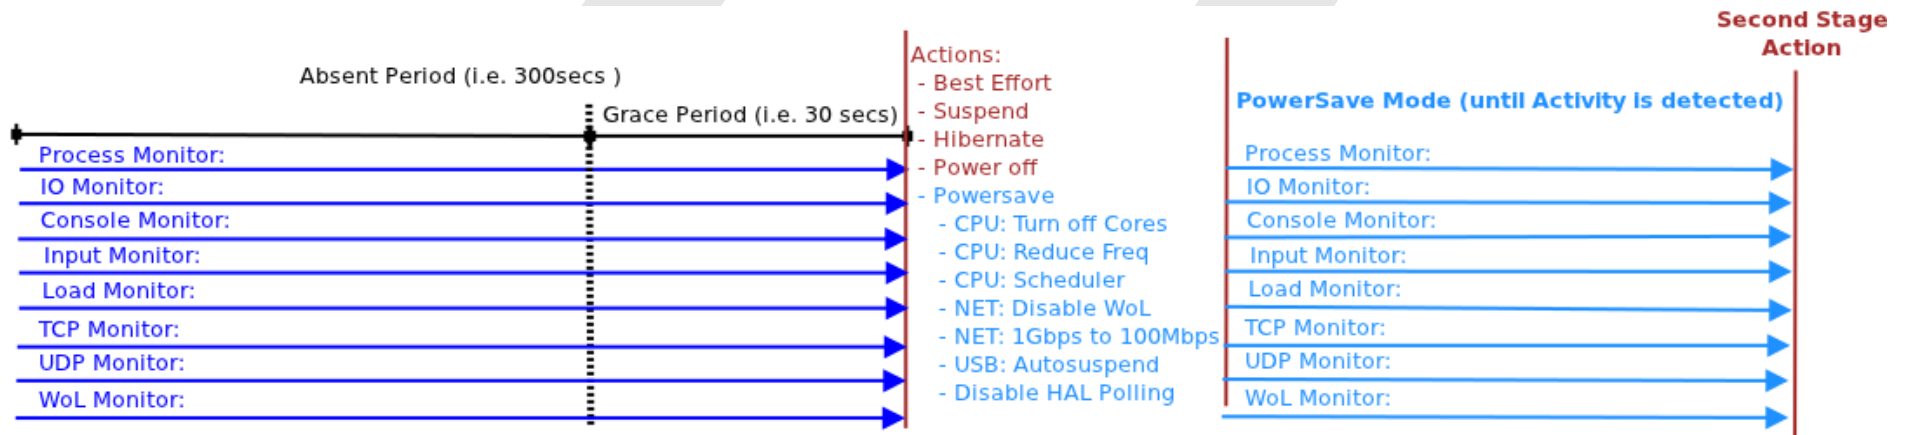 Second Stage
Action
Absent Period (i.e. 300secs )
Grace Period (i.e. 30 secs)
Process Monitor:
IO Monitor:
Console Monitor:
Input Monitor:
Load Monitor:
TCP Monitor:
UDP Monitor:
WoL Monitor:
Actions:
- Best Effort
- Suspend
- Hibernate
- Power off
- Powersave
- CPU: Turn off Cores
- CPU: Reduce Freq
- CPU: Scheduler
- NET: Disable WoL
- NET: 1Gbps to 100Mbps
- USB: Autosuspend
- Disable HAL Polling
PowerSave Mode (until Activity is detected)
Process Monitor:
IO Monitor:
Console Monitor:
Input Monitor:
Load Monitor:
TCP Monitor:
UDP Monitor:
WoL Monitor: